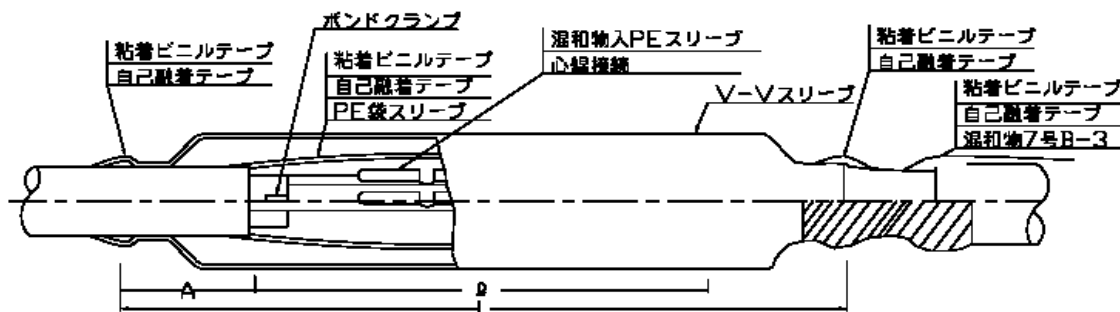 ボンドクランプ
粘着ビニルテープ
自己融着テープ
粘着ビニルテープ
自己融着テープ
PE袋スリーブ
混和物入PEスリーブ
心線接続
V-Vスリーブ
粘着ビニルテープ
自己融着テープ
粘着ビニルテープ
自己融着テープ
混和物7号B-3
A
B
L